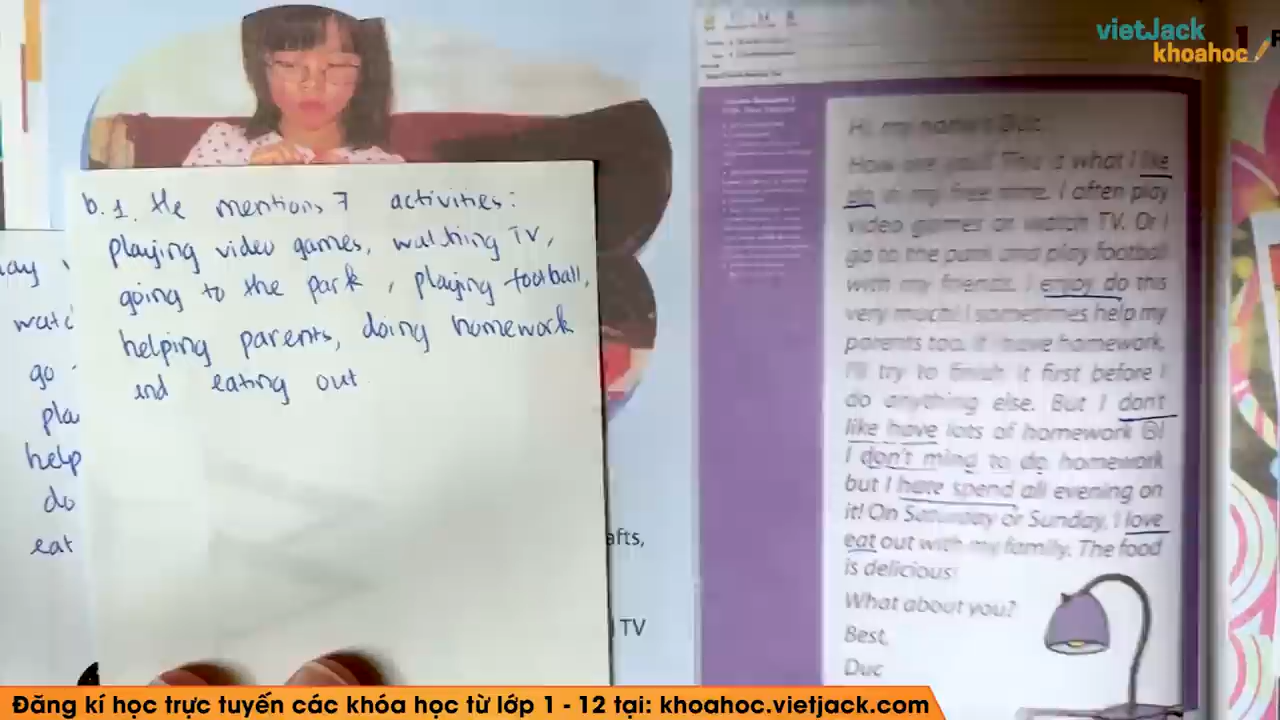 vietJack
khoahoc
b. 1. He mentions 7 activities:
playing video games, watching TV,
going to the park, playing football,
helping parents, doing homework
and eating out
watc
go
pla
help
do
eat
afts,
TV
Hi, my name's Duc.
How are you? This is what I like
do in my free time. I often play
video games or watch TV. Or I
go to the park and play football
with my friends. I enjoy do this
very much! I sometimes help my
parents too. If I have homework,
I'll try to finish it first before I
do anything else. But I don't
like have lots of homework
I don't mind to do homework
but I hate spend all evening on
it! On Saturday or Sunday, I love
eat out with my family. The food
is delicious!
What about you?
Best,
Duc
Đăng kí học trực tuyến các khóa học từ lớp 1 - 12 tại: khoahoc.vietjack.com